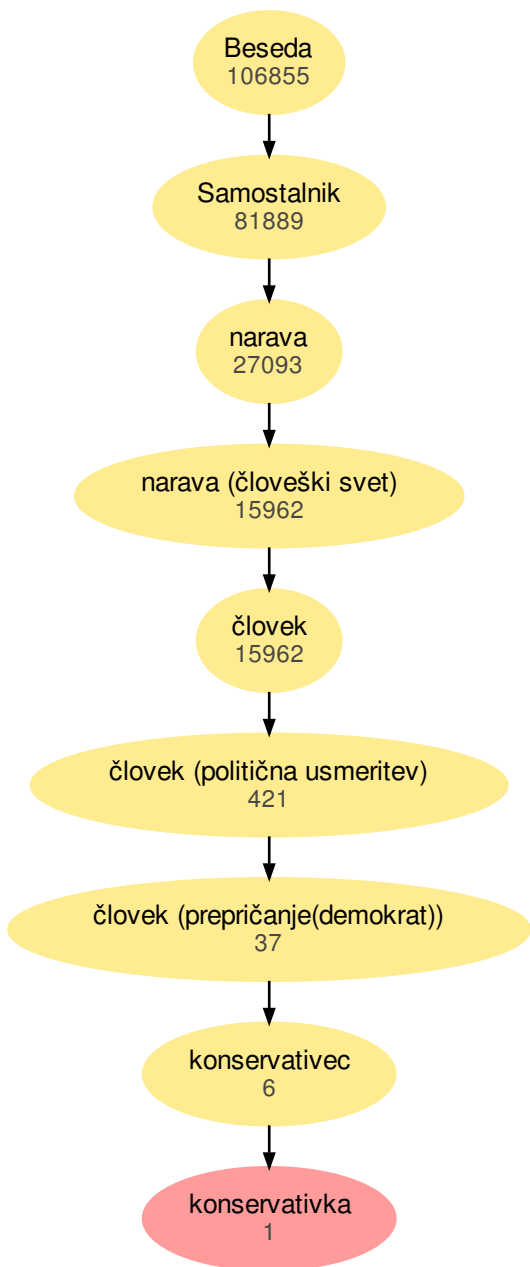 Beseda
106855
Samostalnik
81889
narava
27093
narava (človeški svet)
15962
človek
15962
človek (politična usmeritev)
421
človek (prepričanje(demokrat))
37
konservativec
6
konservativka
1